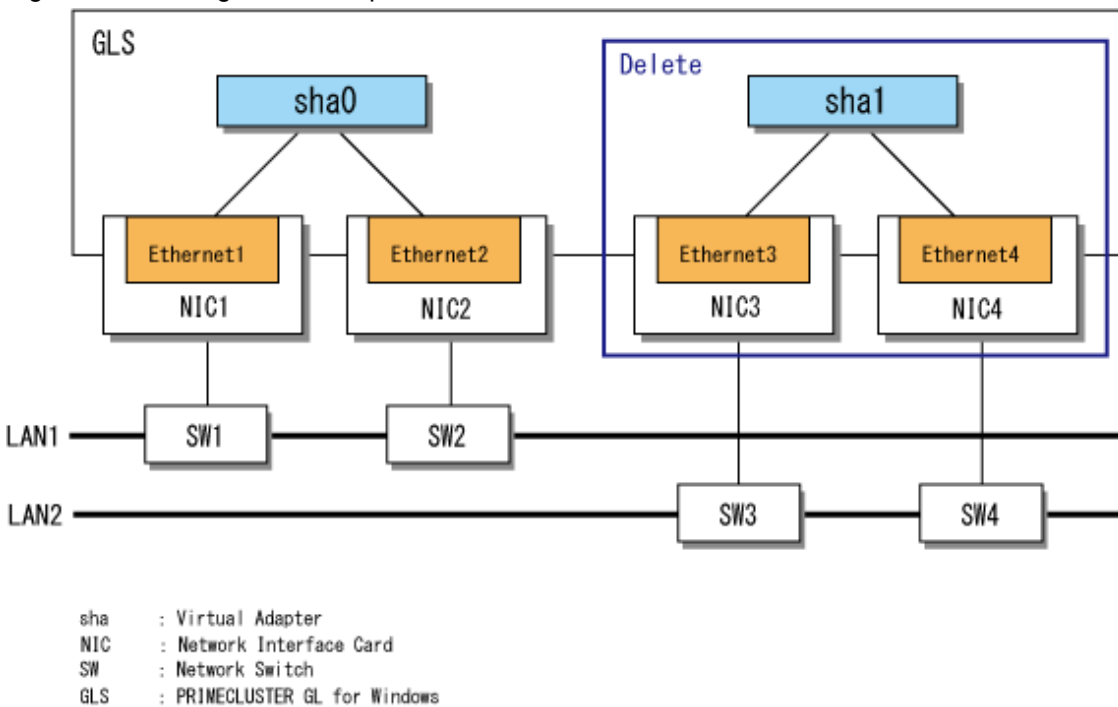 GLS
Delete
sha0
sha1
Ethernet1
Ethernet2
Ethernet3
Ethernet4
NIC1
NIC2
NIC3
NIC4
LAN1
SW1
SW2
LAN2
SW3
SW4
sha : Virtual Adapter
NIC : Network Interface Card
SW : Network Switch
GLS : PRIMECLUSTER GL for Windows